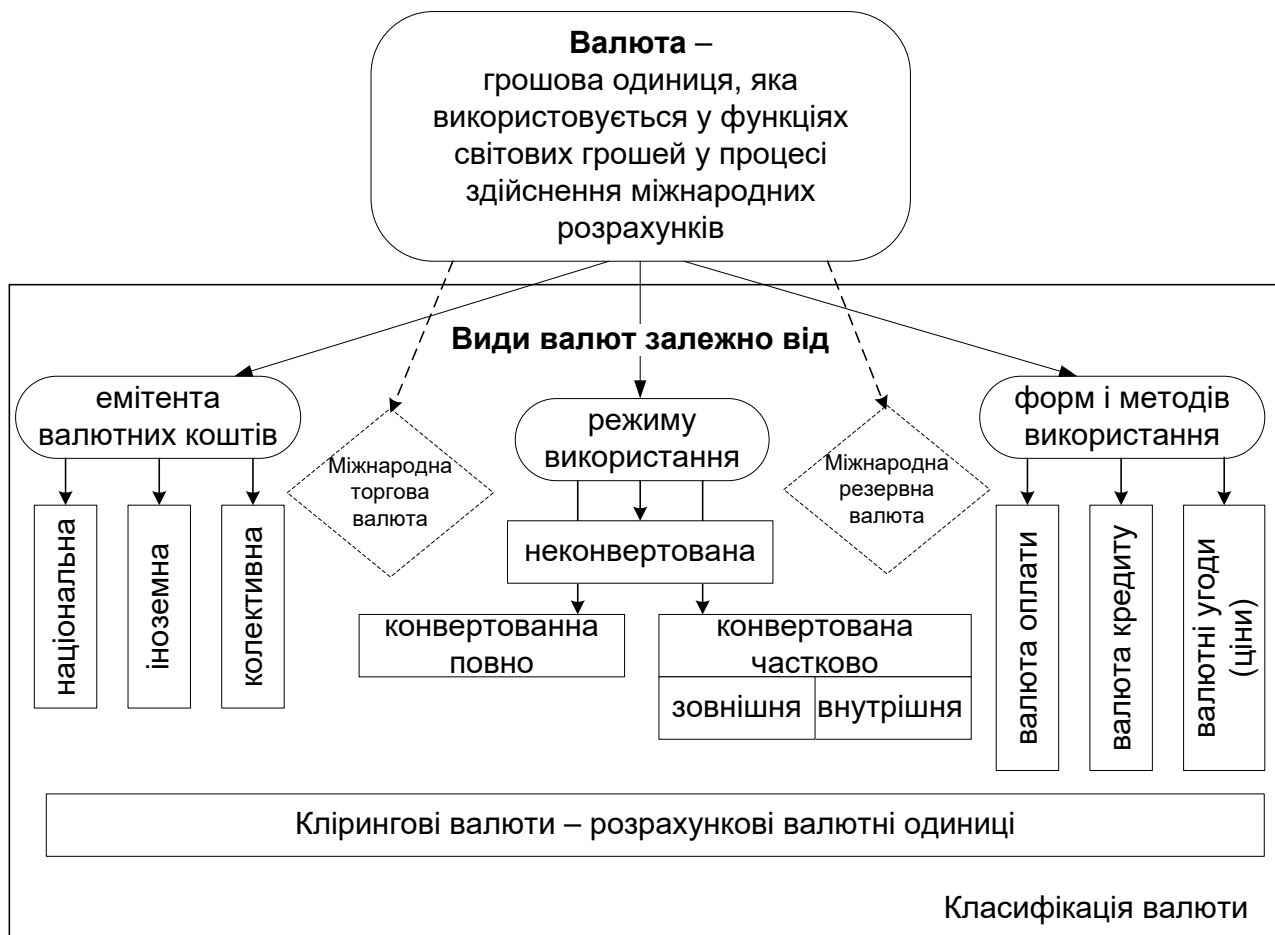 Валюта –
грошова одиниця, яка
використовується у функціях
світових грошей у процесі
здійснення міжнародних
розрахунків
Види валют залежно від
емітента
валютних коштів
національна
іноземна
колективна
Міжнародна
торгова
валюта
режиму
використання
неконвертована
конвертованна
повно
конвертована
частково
зовнішня
внутрішня
Міжнародна
резервна
валюта
форм і методів
використання
валюта оплати
валюта кредиту
валютні угоди
(ціни)
Клірингові валюти – розрахункові валютні одиниці
Класифікація валюти